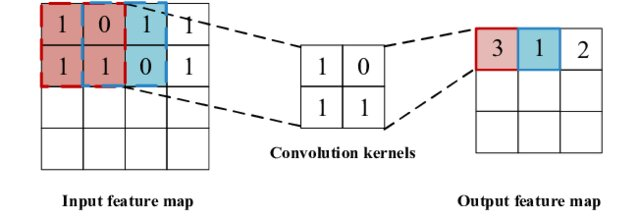 1 0 1 1
1 1 0 1
1 0
1 1
3 1 2
Convolution kernels
Input feature map
Output feature map